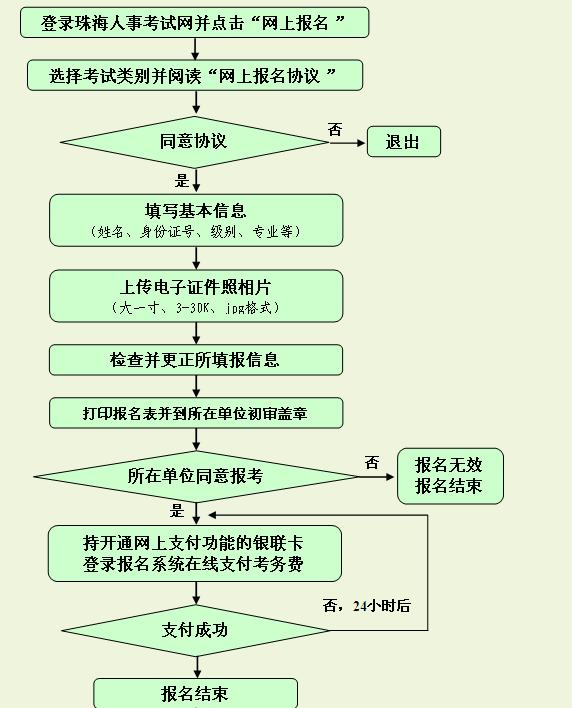 登录珠海人事考试网并点击“网上报名 ”
选择考试类别并阅读“网上报名协议 ”
同意协议
否
退出
是
填写基本信息
（姓名、身份证号、级别、专业等）
上传电子证件照相片
（大一寸、3-30K、jpg格式）
检查并更正所填报信息
打印报名表并到所在单位初审盖章
所在单位同意报考
否
报名无效
报名结束
是
持开通网上支付功能的银联卡
登录报名系统在线支付考务费
否，24小时后
支付成功
报名结束